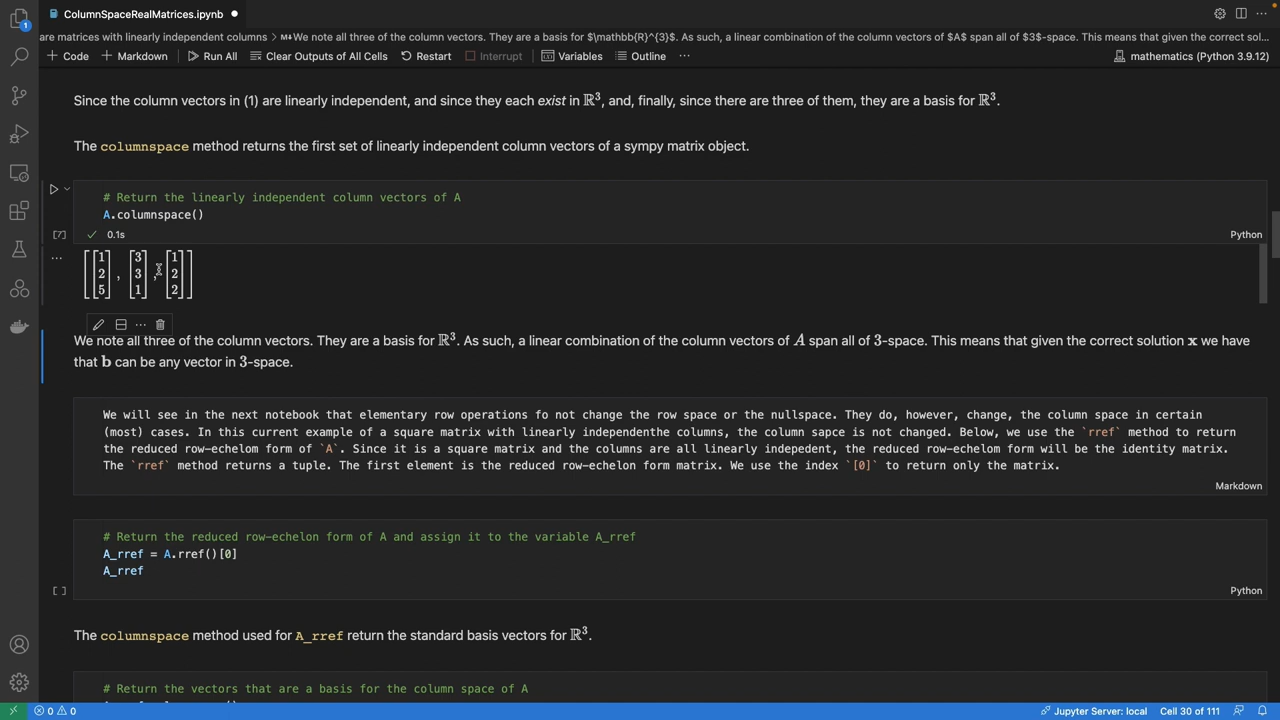 ColumnSpaceRealMatrices.ipynb
are matrices with linearly independent columns > M↓We note all three of the column vectors. They are a basis for $\mathbb{R}^{3}$. As such, a linear combination of the column vectors of $A$ span all of $3$-space. This means that given the correct sol...
+ Code + Markdown Run All Clear Outputs of All Cells Restart Interrupt Variables Outline ... mathematics (Python 3.9.12)
Since the column vectors in (1) are linearly independent, and since they each exist in ℝ³, and, finally, since there are three of them, they are a basis for ℝ³.
The columnspace method returns the first set of linearly independent column vectors of a sympy matrix object.
# Return the linearly independent column vectors of A
A.columnspace()
[7] ✓ 0.1s Python
[[1 2 5], [3 3 1], [1 2 2]]
We note all three of the column vectors. They are a basis for ℝ³. As such, a linear combination of the column vectors of A span all of 3-space. This means that given the correct solution x we have
that b can be any vector in 3-space.
We will see in the next notebook that elementary row operations fo not change the row space or the nullspace. They do, however, change, the column space in certain
(most) cases. In this current example of a square matrix with linearly independenthe columns, the column sapce is not changed. Below, we use the `rref` method to return
the reduced row-echelom form of `A`. Since it is a square matrix and the columns are all linearly indepedent, the reduced row-echelom form will be the identity matrix.
The `rref` method returns a tuple. The first element is the reduced row-echelon form matrix. We use the index `[0]` to return only the matrix.
Markdown
# Return the reduced row-echelon form of A and assign it to the variable A_rref
A_rref = A.rref()[0]
A_rref
[ ] Python
The columnspace method used for A_rref return the standard basis vectors for ℝ³.
# Return the vectors that are a basis for the column space of A
0 0 Jupyter Server: local Cell 30 of 111
1